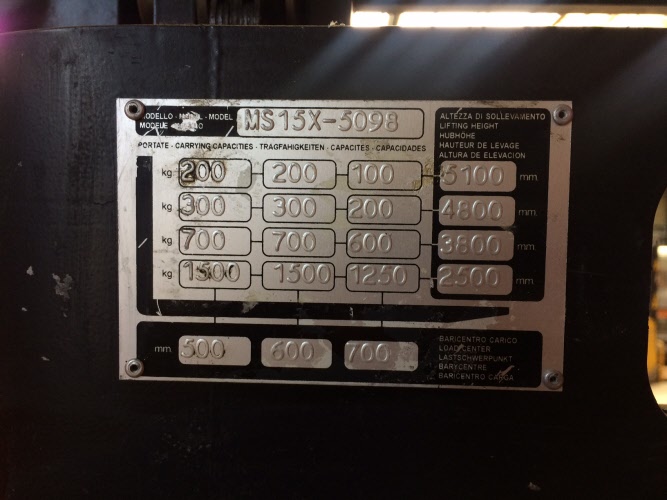 MODELLO - MODEL - MODEL MS15X-5098
MODELE
PORTATE - CARRYING CAPACITIES - TRAGFAHIGKEITEN - CAPACITES - CAPACIDADES
ALTEZZA DI SOLLEVAMENTO
LIFTING HEIGHT
HUBHÖHE
HAUTEUR DE LEVAGE
ALTURA DE ELEVACION
kg 200 200 100 5100 mm.
kg 300 300 200 4800 mm.
kg 700 700 600 3800 mm.
kg 1500 1500 1250 2500 mm.
mm. 500 600 700
BARICENTRO CARICO
LOAD CENTER
LASTSCHWERPUNKT
BARYCENTRE
BARICENTRO CARGA